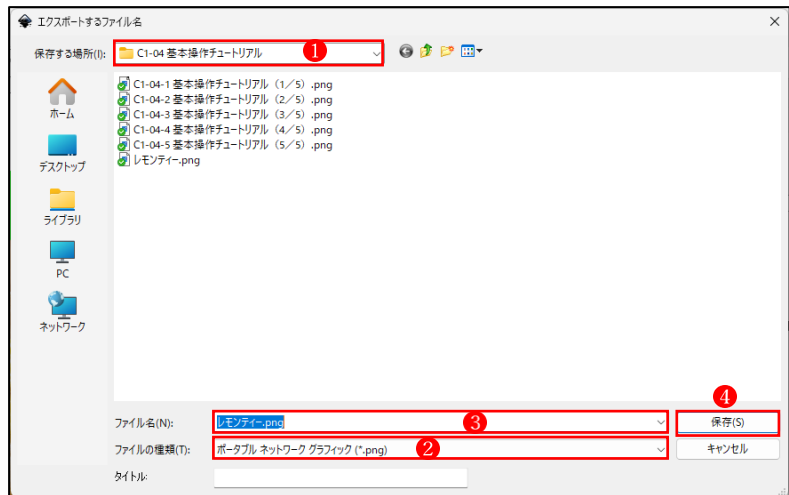 エクスポートするファイル名
保存する場所(I):
C1-04 基本操作チュートリアル
1
C1-04-1 基本操作チュートリアル（1／5）.png
C1-04-2 基本操作チュートリアル（2／5）.png
C1-04-3 基本操作チュートリアル（3／5）.png
C1-04-4 基本操作チュートリアル（4／5）.png
C1-04-5 基本操作チュートリアル（5／5）.png
レモンティー.png
ホーム
デスクトップ
ライブラリ
PC
ネットワーク
4
ファイル名(N):
レモンティー.png
3
保存(S)
ファイルの種類(T):
ポータブル ネットワーク グラフィック (*.png)
2
キャンセル
タイトル: